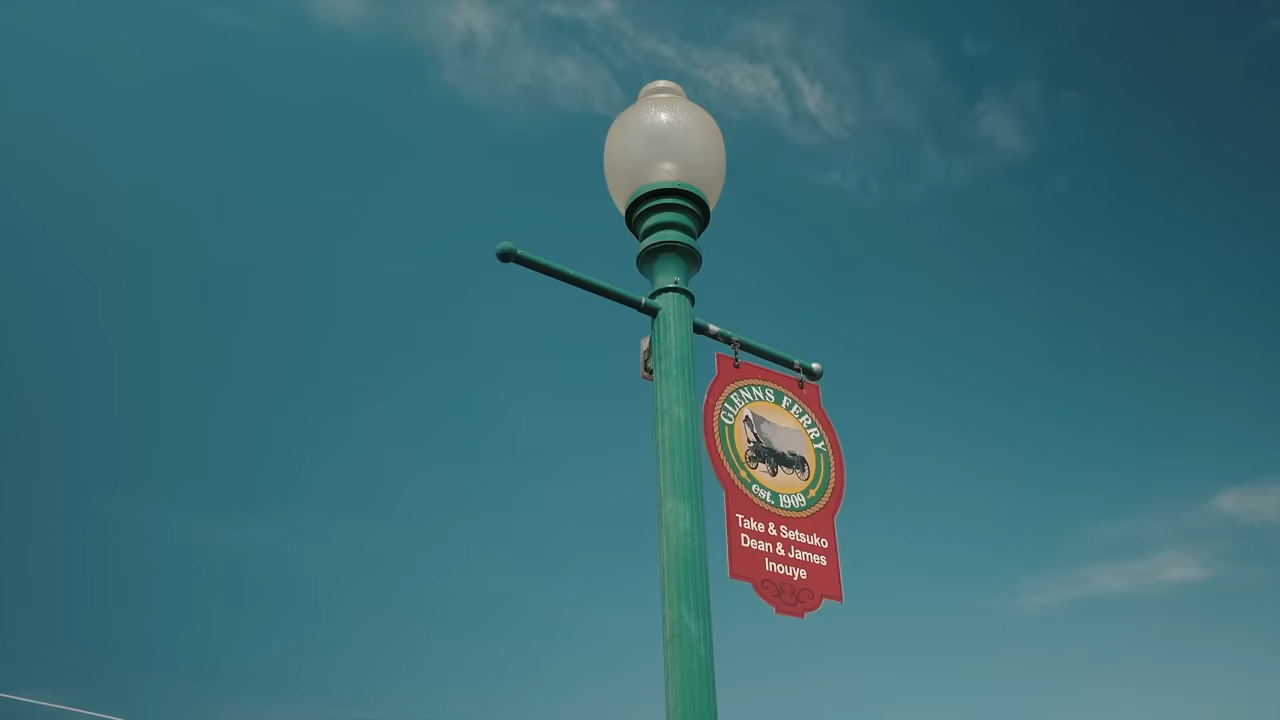 GLENNS FERRY
est. 1909
Take & Setsuko
Dean & James
Inouye